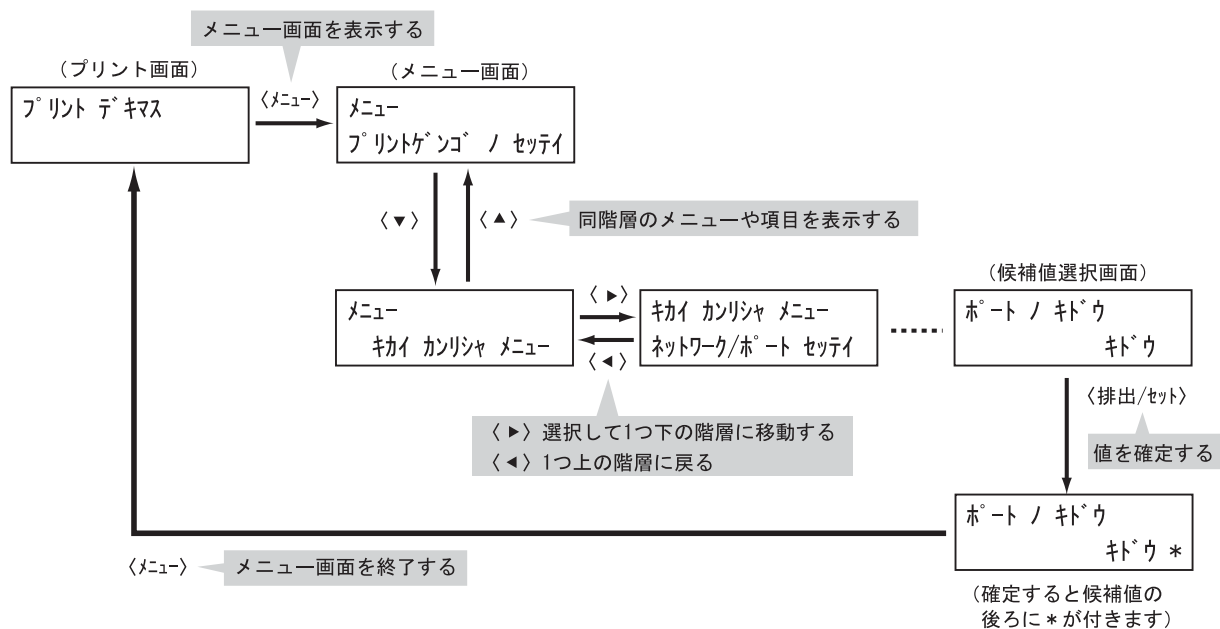 メニュー画面を表示する
（プリント画面）
〈メニュー〉
（メニュー画面）
プリント デキマス
メニュー
プリントゲンゴ ノ セッテイ
〈▼〉
〈▲〉
同階層のメニューや項目を表示する
（候補値選択画面）
メニュー
キカイ カンリシャ メニュー
〈▶〉
〈◀〉
キカイ カンリシャ メニュー
ネットワーク/ポート セッテイ
ポート ノ キドウ
キドウ
〈▶〉選択して1つ下の階層に移動する
〈◀〉1つ上の階層に戻る
〈排出/セット〉
値を確定する
ポート ノ キドウ
キドウ *
〈メニュー〉
メニュー画面を終了する
（確定すると候補値の
後ろに＊が付きます）